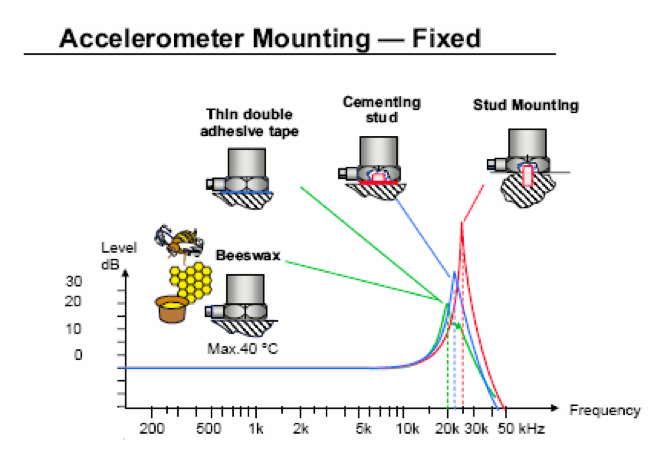 Accelerometer Mounting — Fixed
Thin double
adhesive tape
Cementing
stud
Stud Mounting
Level
dB
Beeswax
Max.40 °C
30
20
10
0
200 500 1k 2k 5k 10k 20k 30k 50 kHz
Frequency